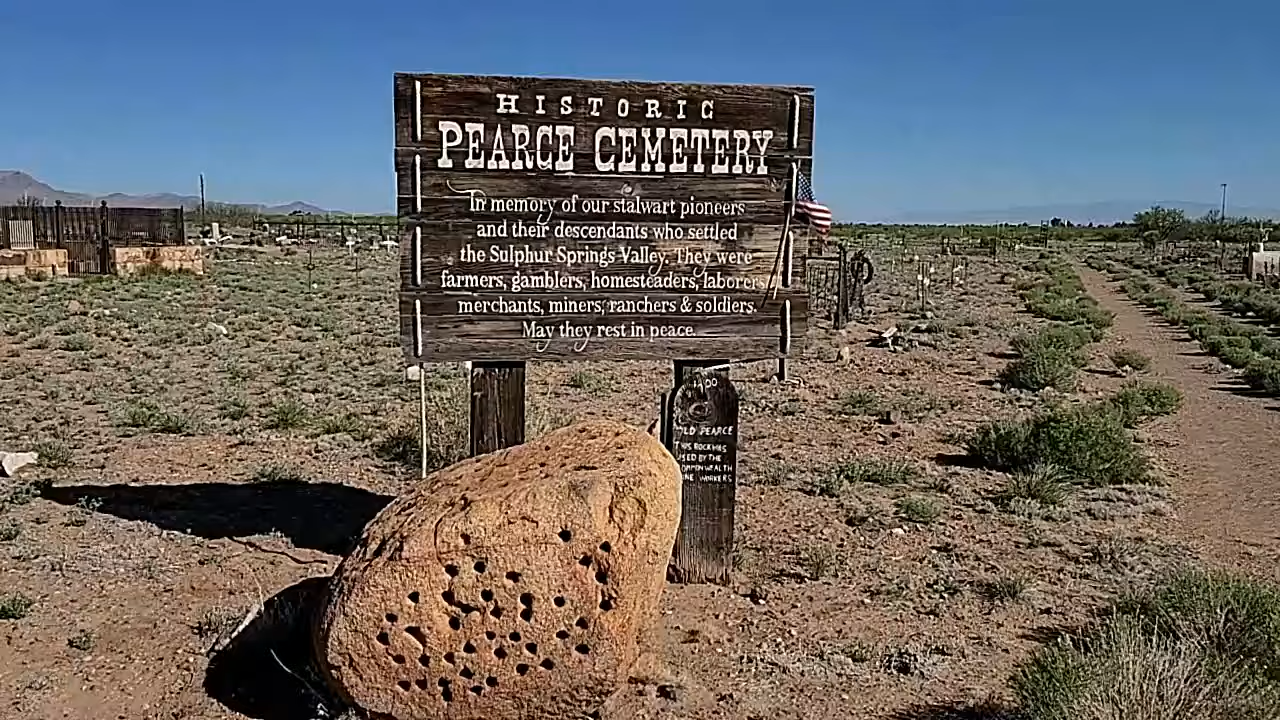 HISTORIC
PEARCE CEMETERY
In memory of our stalwart pioneers
and their descendants who settled
the Sulphur Springs Valley. They were
farmers, gamblers, homesteaders, laborers
merchants, miners, ranchers & soldiers.
May they rest in peace.
OLD PEARCE
THIS ROCK WAS
USED BY THE
COMMONWEALTH
MINE WORKERS